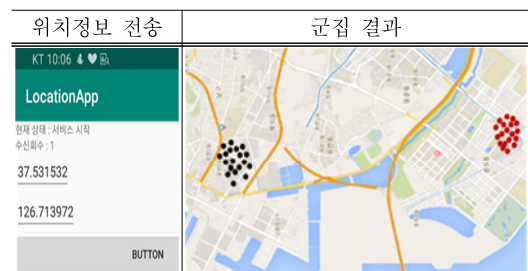 위치정보 전송
군집 결과
KT 10:06
LocationApp
현재 상태 : 서비스 시작
수신회수 : 1
37.531532
126.713972
BUTTON